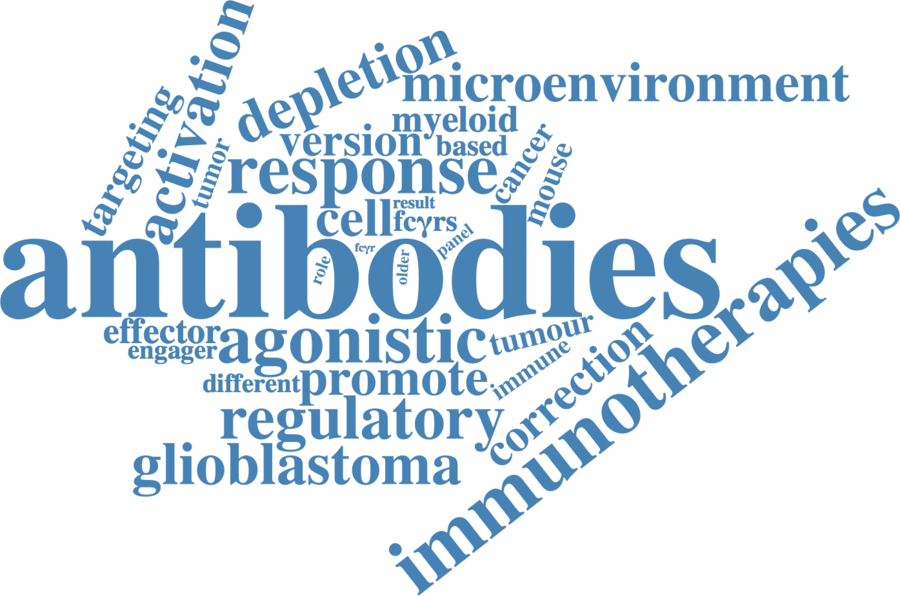 activation
targeting
tumor
depletion
microenvironment
myeloid
version
based
response
cancer
mouse
result
cell
fcγrs
panel
fcγr
role
older
antibodies
immunotherapies
effector
agonistic
tumour
engager
immune
correction
different
promote
regulatory
glioblastoma